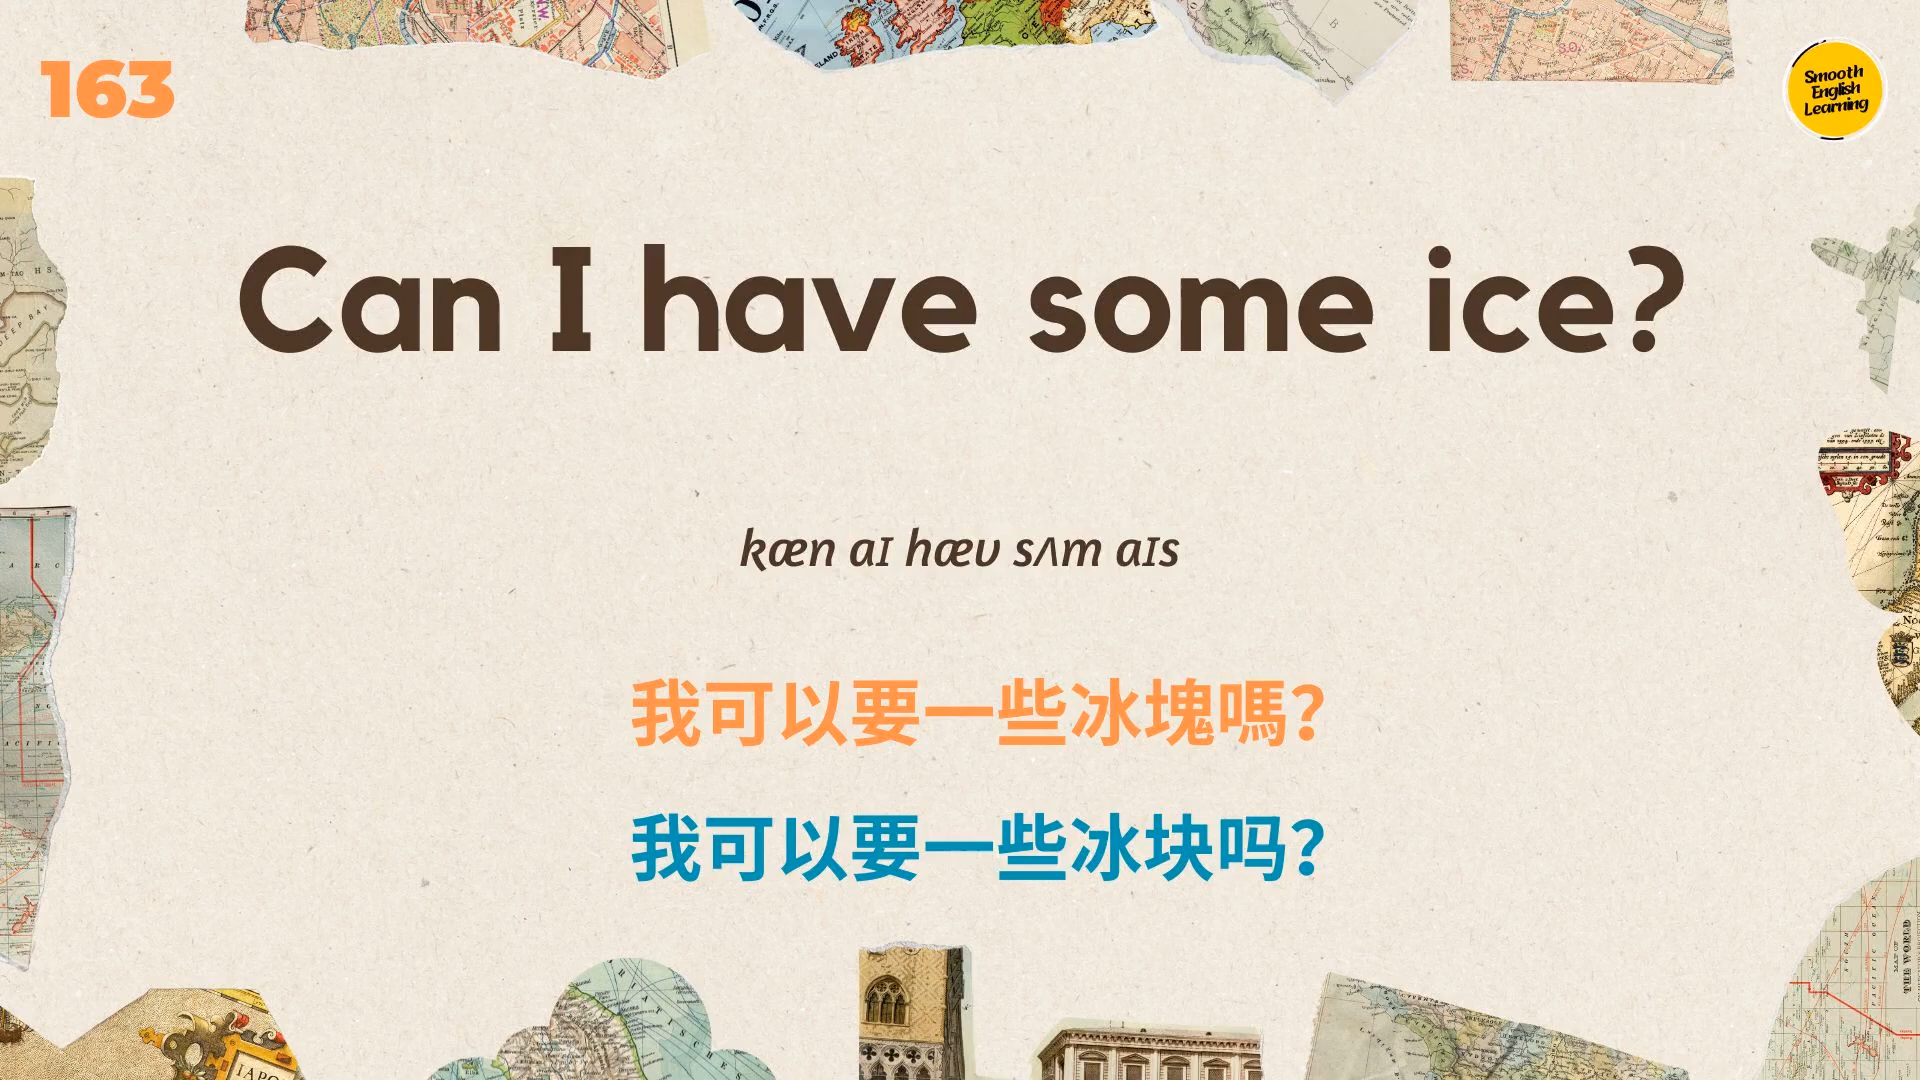 163
Smooth
English
Learning
Can I have some ice?
kæn aɪ hæʋ sʌm aɪs
我可以要一些冰塊嗎?
我可以要一些冰块吗?